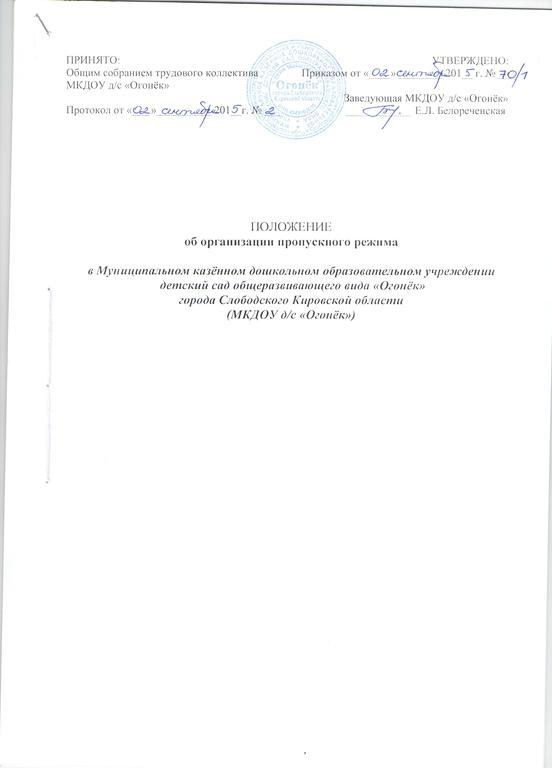 ПРИНЯТО: УТВЕРЖДЕНО:
Общим собранием трудового коллектива Приказом от «02» сентября 2015 г. № 70/1
МКДОУ д/с «Огонёк»
Заведующая МКДОУ д/с «Огонёк»
Протокол от «02» сентября 2015 г. № 2 Е.Л. Белореченская
Огонёк
ПОЛОЖЕНИЕ
об организации пропускного режима
в Муниципальном казённом дошкольном образовательном учреждении
детский сад общеразвивающего вида «Огонёк»
города Слободского Кировской области
(МКДОУ д/с «Огонёк»)